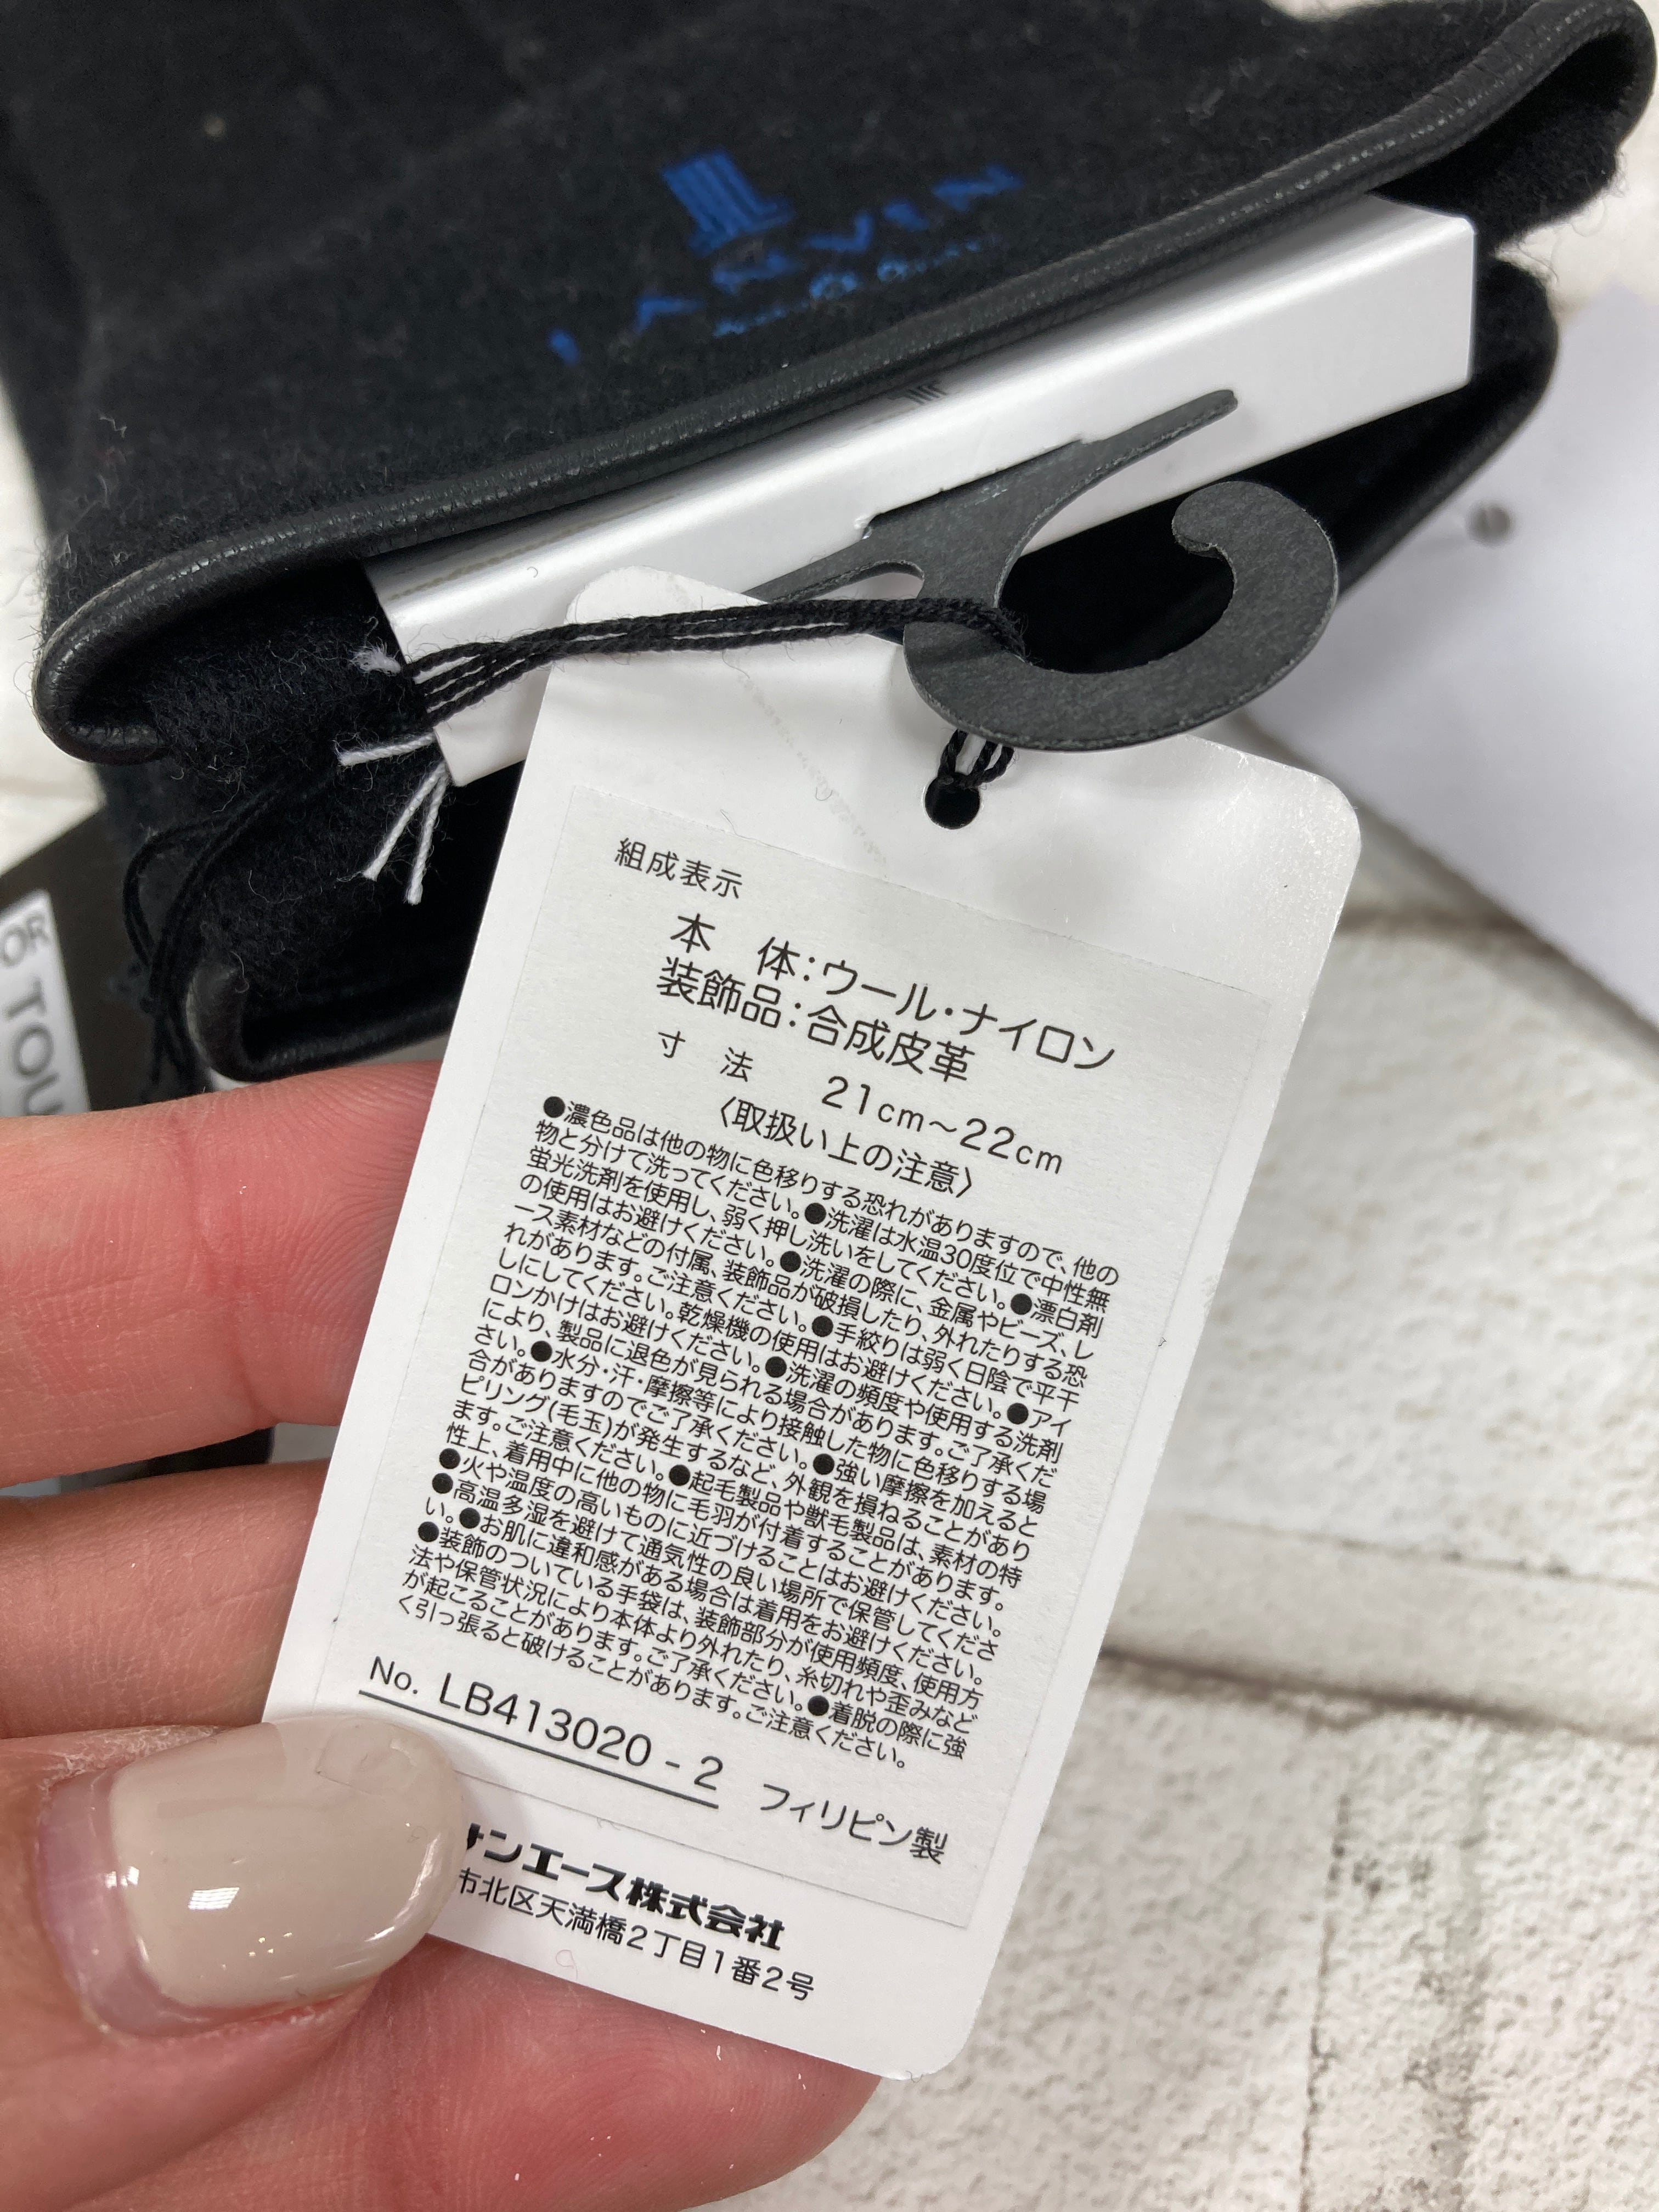 LANVIN
OR
TOU
組成表示
本　体：ウール・ナイロン
装飾品：合成皮革
寸　法　21cm～22cm
〈取扱い上の注意〉
●濃色品は他の物に色移りする恐れがありますので、他の
物と分けて洗ってください。●洗濯は水温30度位で中性無
蛍光洗剤を使用し、弱く押し洗いをしてください。●漂白剤
の使用はお避けください。●洗濯の際に、金属やビーズ、レ
ース素材などの付属、装飾品が破損したり、外れたりする恐
れがあります。ご注意ください。●手絞りは弱く日陰で平干
しにしてください。乾燥機の使用はお避けください。●アイ
ロンかけはお避けください。●洗濯の頻度や使用する洗剤
により、製品に退色が見られる場合があります。ご了承くだ
さい。●水分・汗・摩擦等により接触した物に色移りする場
合がありますのでご了承ください。●強い摩擦を加えると
ピリング(毛玉)が発生するなど、外観を損ねることがあり
ます。ご注意ください。●起毛製品や獣毛製品は、素材の特
性上、着用中に他の物に毛羽が付着することがあります。
●火や温度の高いものに近づけることはお避けください。
●高温多湿を避けて通気性の良い場所で保管してくださ
い。●お肌に違和感がある場合は着用をお避けください。
●装飾のついている手袋は、装飾部分が使用頻度、使用方
法や保管状況により本体より外れたり、糸切れや歪みなど
が起こることがあります。ご了承ください。●着脱の際に強
く引っ張ると破けることがあります。ご注意ください。
No. LB413020 - 2 フィリピン製
サンエース株式会社
市北区天満橋2丁目1番2号